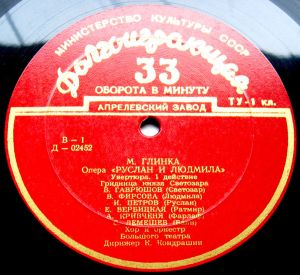 МИНИСТЕРСТВО КУЛЬТУРЫ СССР
Долгоиграющая
33
ОБОРОТА В МИНУТУ
АПРЕЛЕВСКИЙ ЗАВОД
ТУ-1 кл.
В — 1
Д — 02452
М. ГЛИНКА
Опера «РУСЛАН И ЛЮДМИЛА»
Увертюра, 1 действие
Гридница князя Светозара
В. ГАВРЮШОВ (Светозар)
В. ФИРСОВА (Людмила)
И. ПЕТРОВ (Руслан)
Е. ВЕРБИЦКАЯ (Ратмир)
А. КРИВЧЕНЯ (Фарлаф)
С. ЛЕМЕШЕВ (Баян)
Хор и оркестр
Большого театра
Дирижер К. Кондрашин